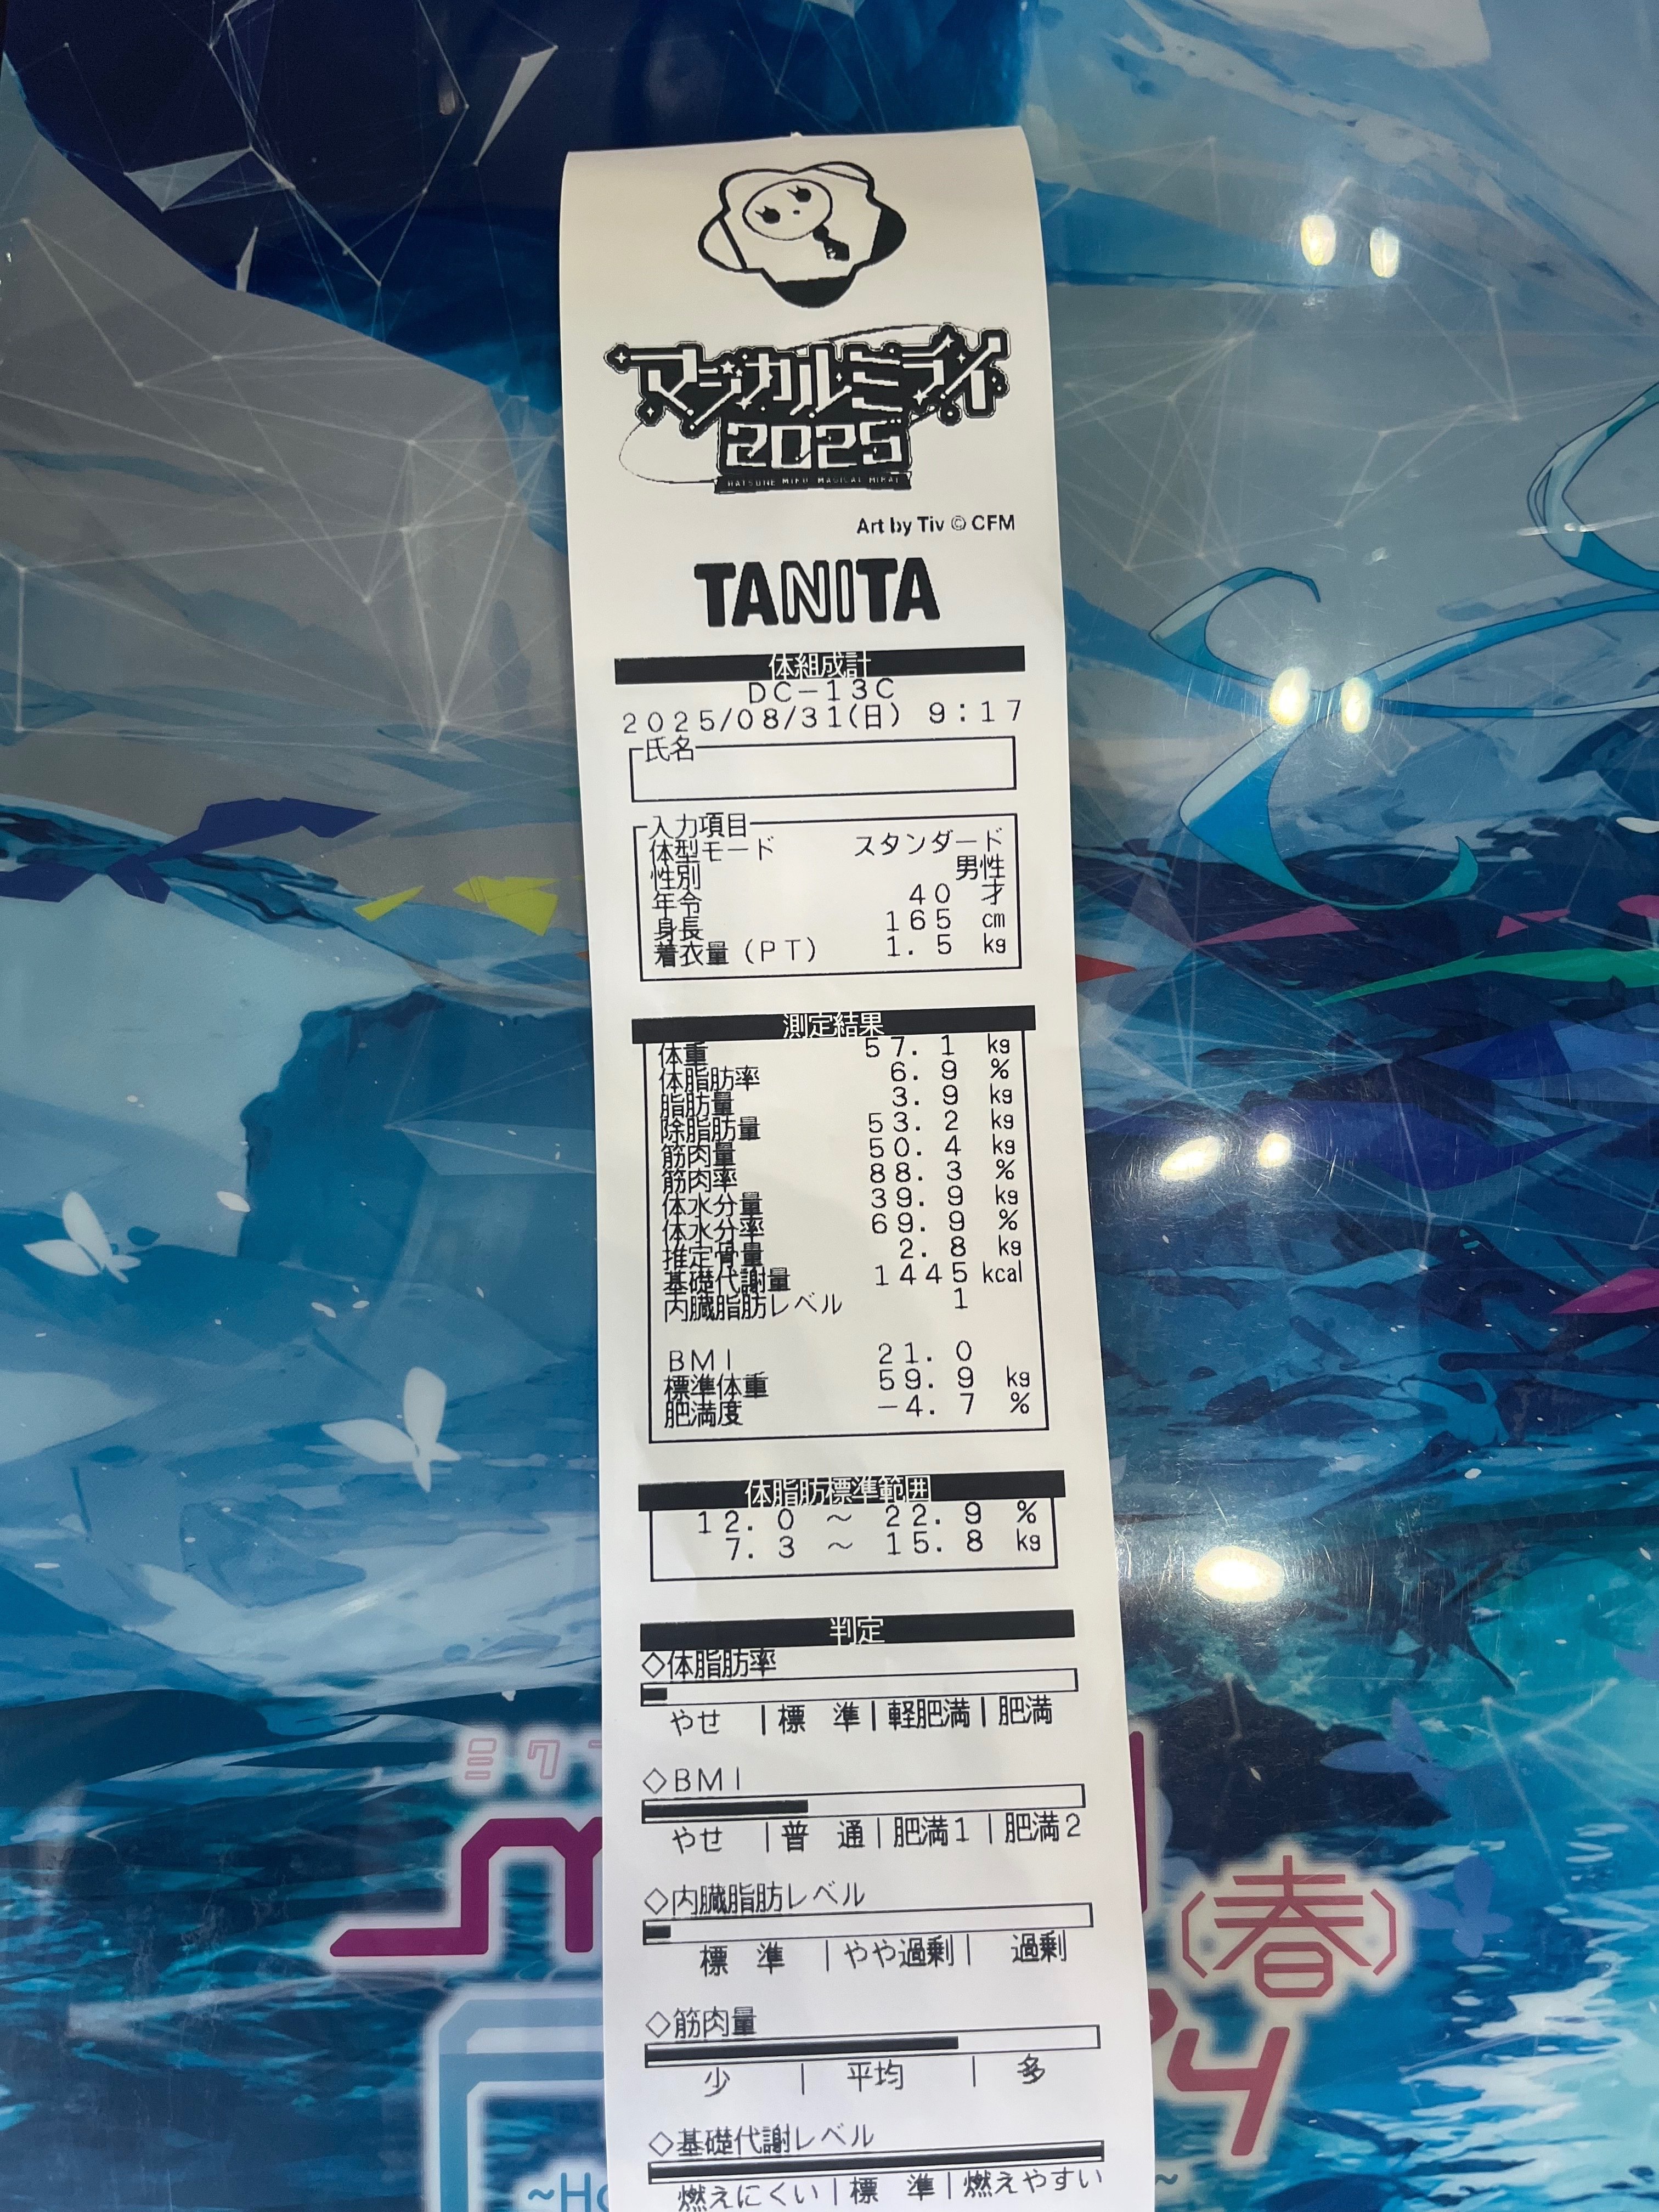 マジカルミライ
2025
HATSUNE MIKU MAGICAL MIRAI
Art by Tiv © CFM
TANITA
体組成計
DC-13C
2025/08/31(日) 9:17
氏名
入力項目
体型モード スタンダード
性別 男性
年令 40 才
身長 165 cm
着衣量(PT) 1.5 kg
測定結果
体重 57.1 kg
体脂肪率 6.9 %
脂肪量 3.9 kg
除脂肪量 53.2 kg
筋肉量 50.4 kg
筋肉率 88.3 %
体水分量 39.9 kg
体水分率 69.9 %
推定骨量 2.8 kg
基礎代謝量 1445 kcal
内臓脂肪レベル 1
BMI 21.0
標準体重 59.9 kg
肥満度 -4.7 %
体脂肪標準範囲
12.0 ~ 22.9 %
7.3 ~ 15.8 kg
判定
◇体脂肪率
やせ | 標 準 | 軽肥満 | 肥満
◇BMI
やせ | 普 通 | 肥満1 | 肥満2
◇内臓脂肪レベル
標 準 | やや過剰 | 過剰
◇筋肉量
少 | 平均 | 多
◇基礎代謝レベル
燃えにくい | 標 準 | 燃えやすい
ミク
(春)
~Ho